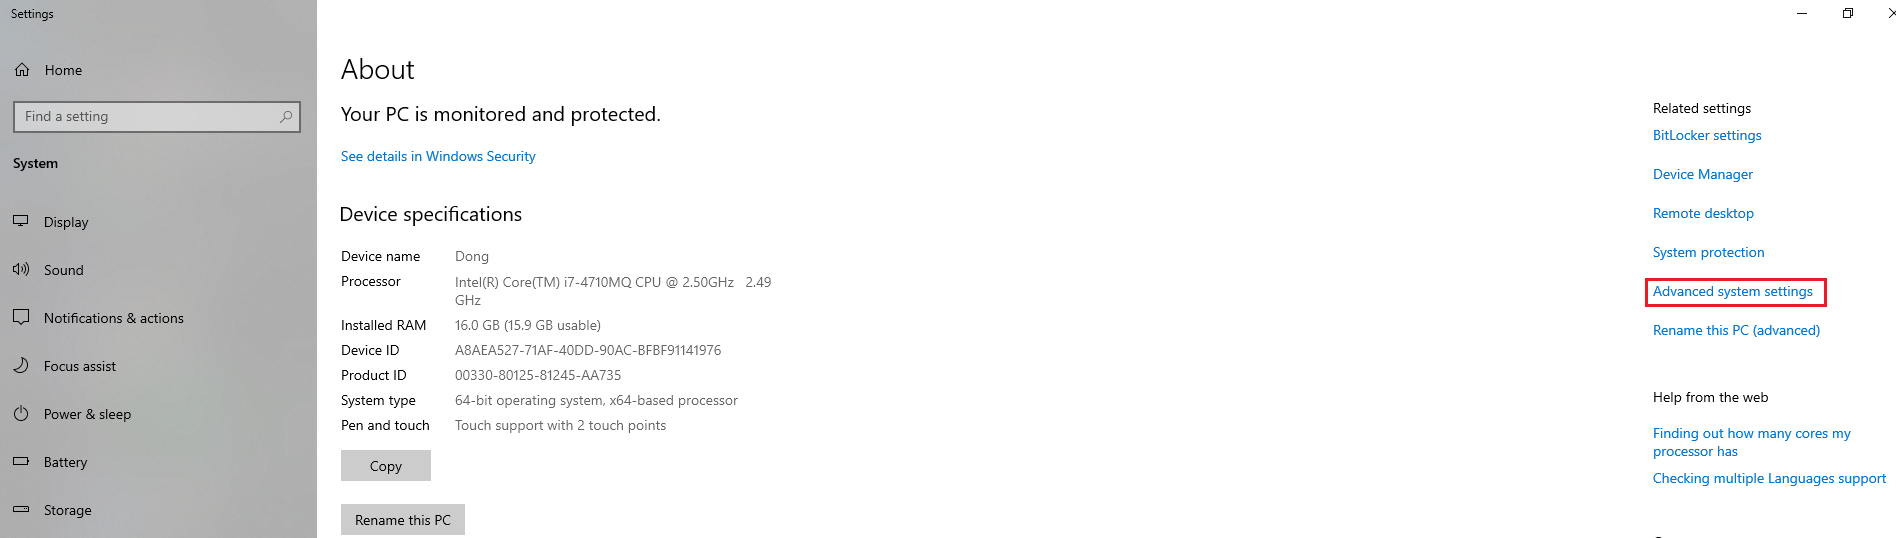 Settings
Home
Find a setting
System
Display
Sound
Notifications & actions
Focus assist
Power & sleep
Battery
Storage
About
Your PC is monitored and protected.
See details in Windows Security
Device specifications
Device name Dong
Processor Intel(R) Core(TM) i7-4710MQ CPU @ 2.50GHz 2.49
GHz
Installed RAM 16.0 GB (15.9 GB usable)
Device ID A8AEA527-71AF-40DD-90AC-BFBF91141976
Product ID 00330-80125-81245-AA735
System type 64-bit operating system, x64-based processor
Pen and touch Touch support with 2 touch points
Copy
Rename this PC
Related settings
BitLocker settings
Device Manager
Remote desktop
System protection
Advanced system settings
Rename this PC (advanced)
Help from the web
Finding out how many cores my
processor has
Checking multiple Languages support